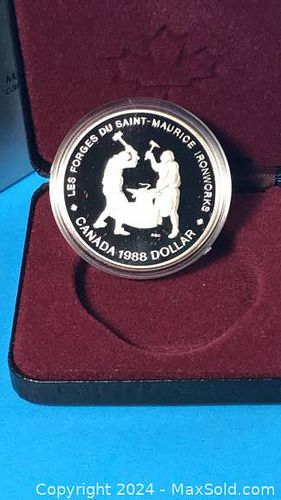 LES FORGES DU SAINT-MAURICE IRONWORKS
CANADA 1988 DOLLAR
Copyright © 2024 - MaxSold.com